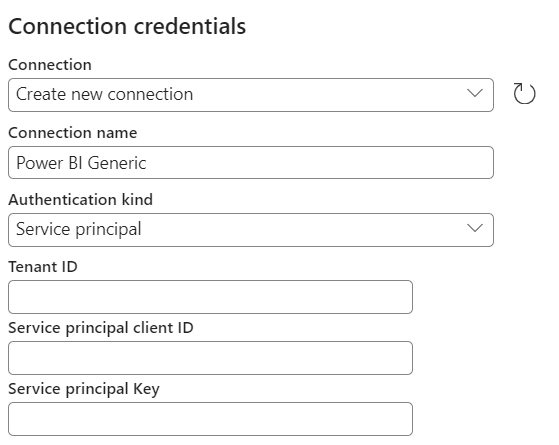 Connection credentials
Connection
Create new connection
Connection name
Power BI Generic
Authentication kind
Service principal
Tenant ID
Service principal client ID
Service principal Key